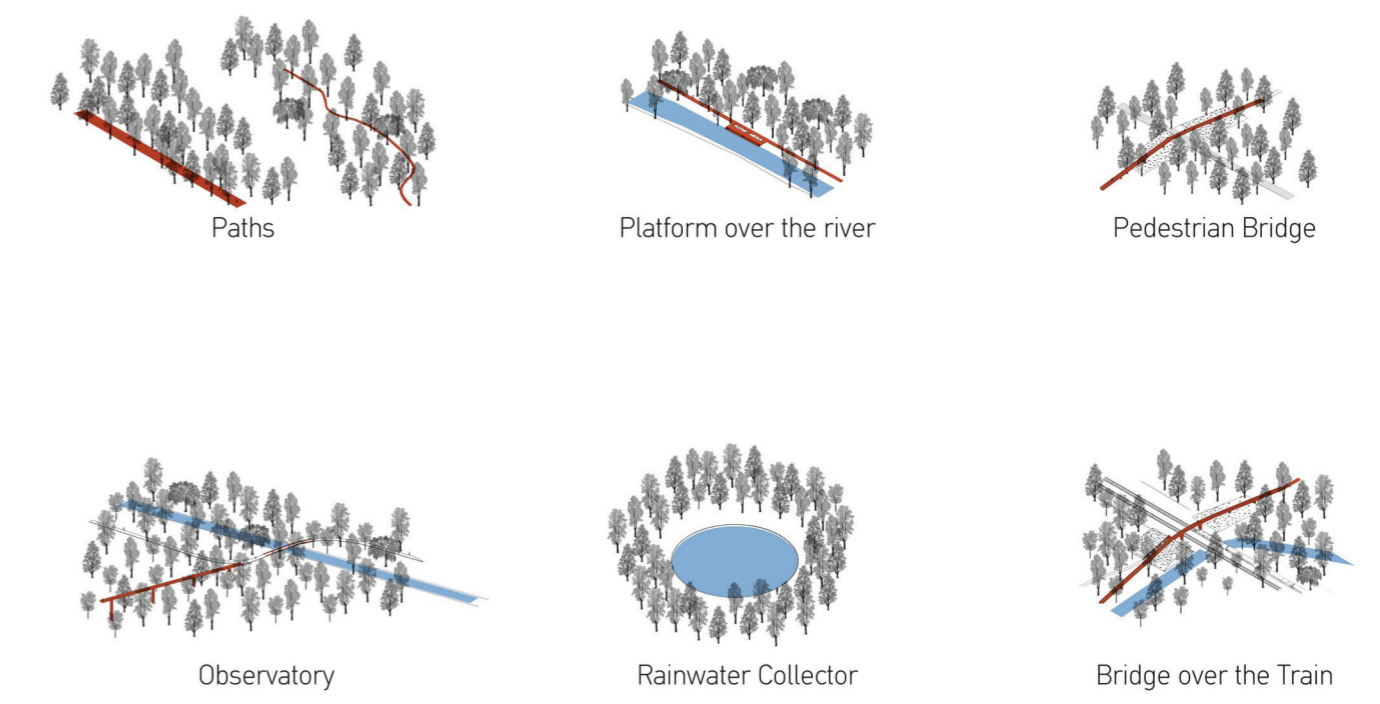 Paths
Platform over the river
Pedestrian Bridge
Observatory
Rainwater Collector
Bridge over the Train